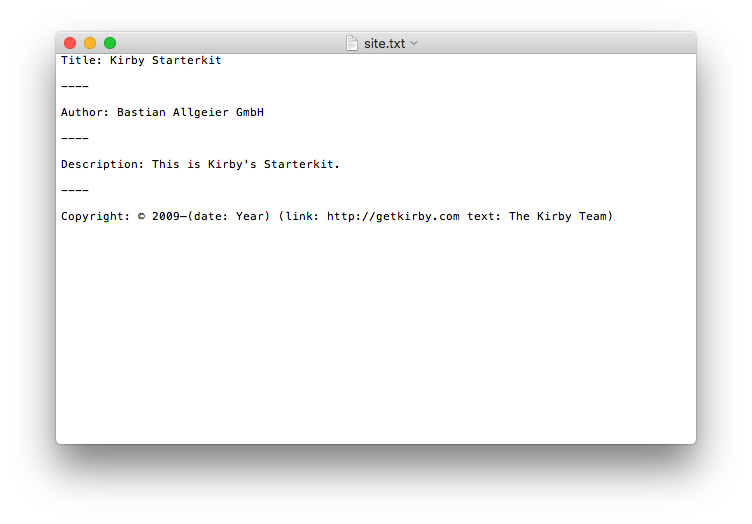 site.txt
Title: Kirby Starterkit
----
Author: Bastian Allgeier GmbH
----
Description: This is Kirby's Starterkit.
----
Copyright: © 2009–(date: Year) (link: http://getkirby.com text: The Kirby Team)